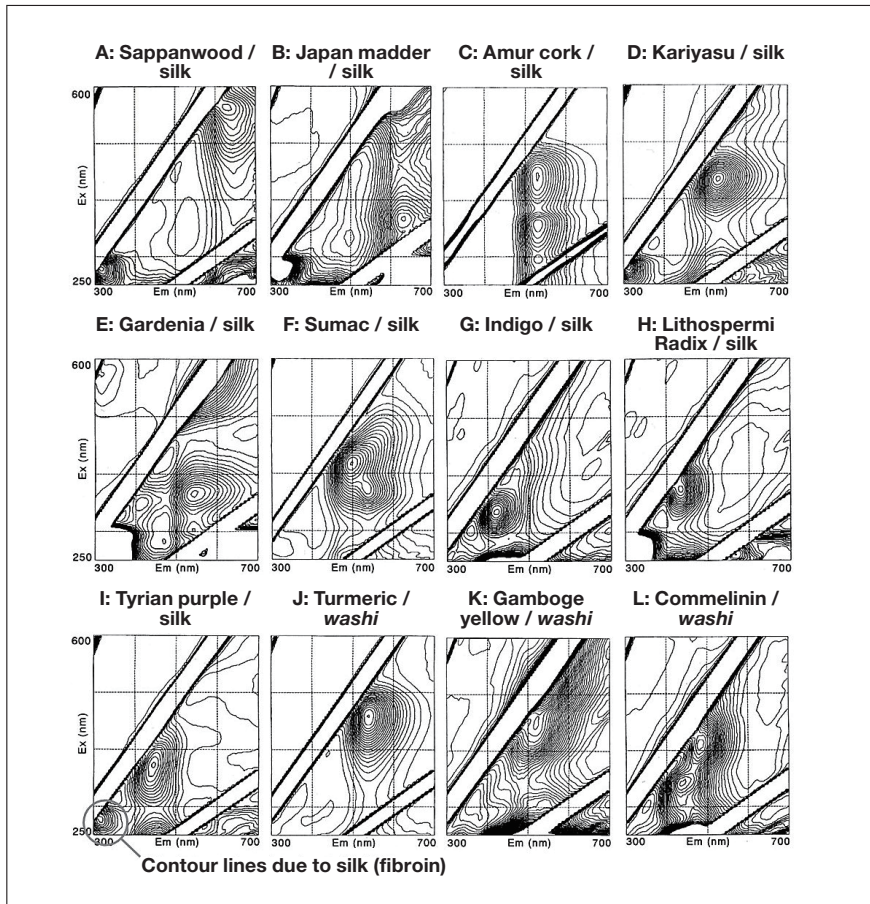 A: Sappanwood / silk
B: Japan madder / silk
C: Amur cork / silk
D: Kariyasu / silk
600
Ex (nm)
250
300 Em (nm) 700
300 Em (nm) 700
300 Em (nm) 700
300 Em (nm) 700
E: Gardenia / silk
F: Sumac / silk
G: Indigo / silk
H: Lithospermi Radix / silk
600
Ex (nm)
250
300 Em (nm) 700
300 Em (nm) 700
300 Em (nm) 700
300 Em (nm) 700
I: Tyrian purple / silk
J: Turmeric / washi
K: Gamboge yellow / washi
L: Commelinin / washi
600
Ex (nm)
250
300 Em (nm) 700
300 Em (nm) 700
300 Em (nm) 700
300 Em (nm) 700
Contour lines due to silk (fibroin)